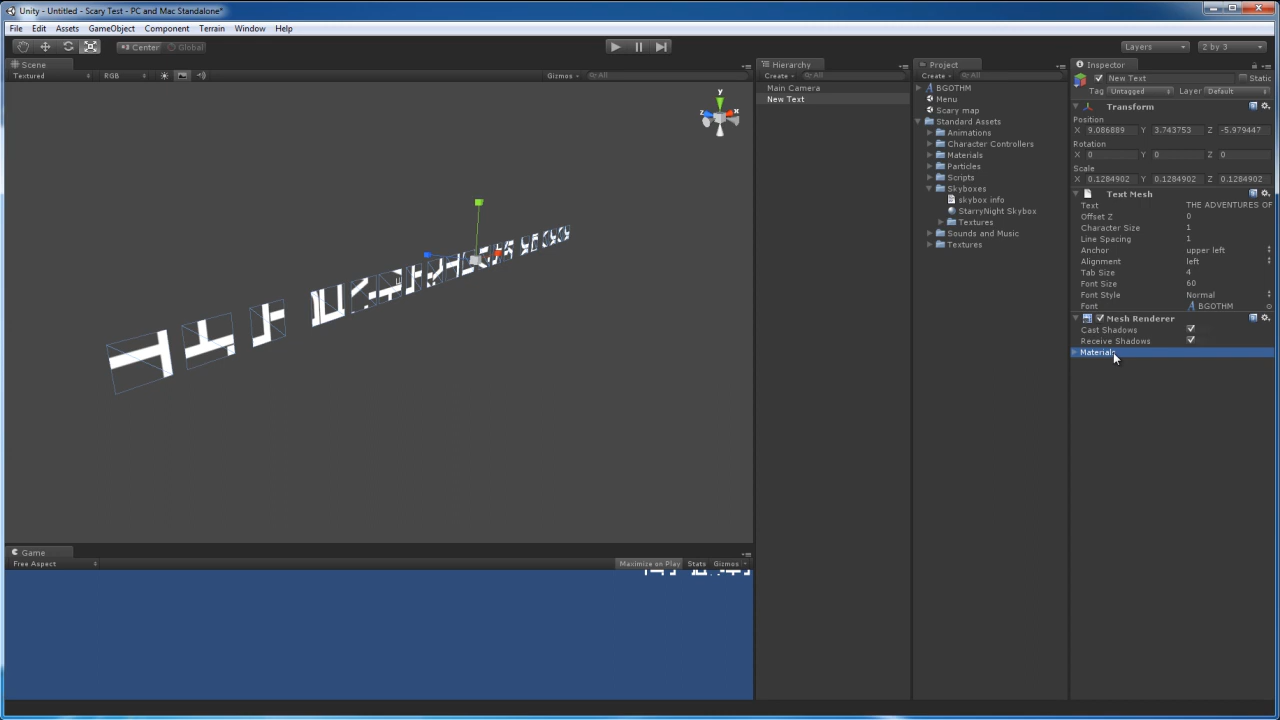 Unity - Untitled - Scary Test - PC and Mac Standalone*
File Edit Assets GameObject Component Terrain Window Help
Center Global Layers 2 by 3
Scene
Textured RGB Gizmos All
y
z x
Game
Free Aspect Maximize on Play Stats Gizmos
Hierarchy
Create All
Main Camera
New Text
Project
Create All
BGOTHM
Menu
Scary map
Standard Assets
Animations
Character Controllers
Materials
Particles
Scripts
Skyboxes
skybox info
StarryNight Skybox
Textures
Sounds and Music
Textures
Inspector
New Text Static
Tag Untagged Layer Default
Transform
Position
X 9.086889 Y 3.743753 Z -5.979447
Rotation
X 0 Y 0 Z 0
Scale
X 0.1284902 Y 0.1284902 Z 0.1284902
Text Mesh
Text THE ADVENTURES OF
Offset Z 0
Character Size 1
Line Spacing 1
Anchor upper left
Alignment left
Tab Size 4
Font Size 60
Font Style Normal
Font BGOTHM
Mesh Renderer
Cast Shadows
Receive Shadows
Materials